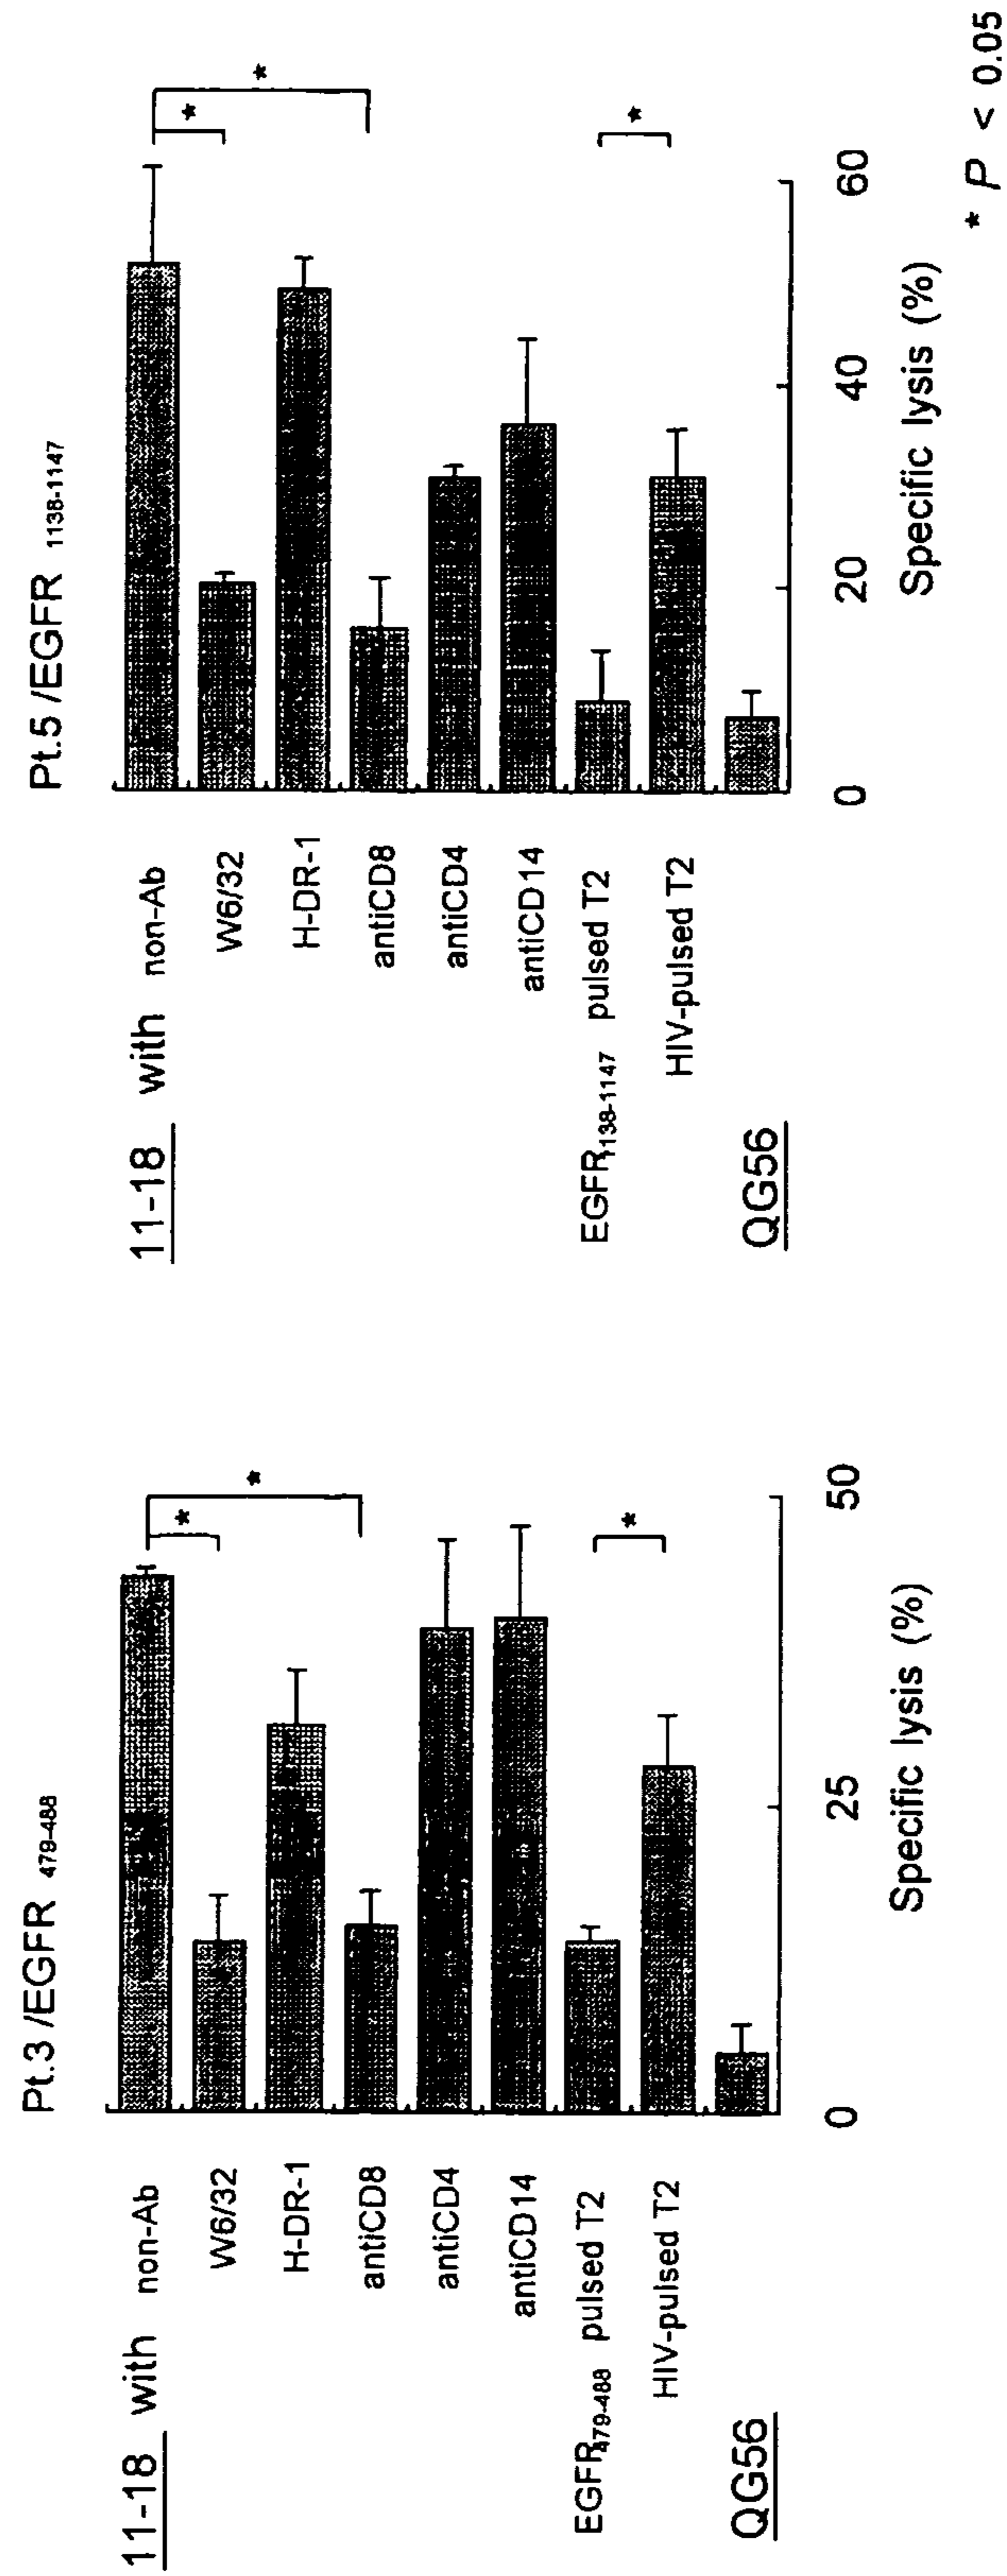 Pt.3 /EGFR 479-488
11-18 with non-Ab
W6/32
H-DR-1
antiCD8
antiCD4
antiCD14
EGFR479-488 pulsed T2
HIV-pulsed T2
QG56
0 25 50
Specific lysis (%)
*
*
*
Pt.5 /EGFR 1138-1147
11-18 with non-Ab
W6/32
H-DR-1
antiCD8
antiCD4
antiCD14
EGFR1138-1147 pulsed T2
HIV-pulsed T2
QG56
0 20 40 60
Specific lysis (%)
*
*
*
* P < 0.05